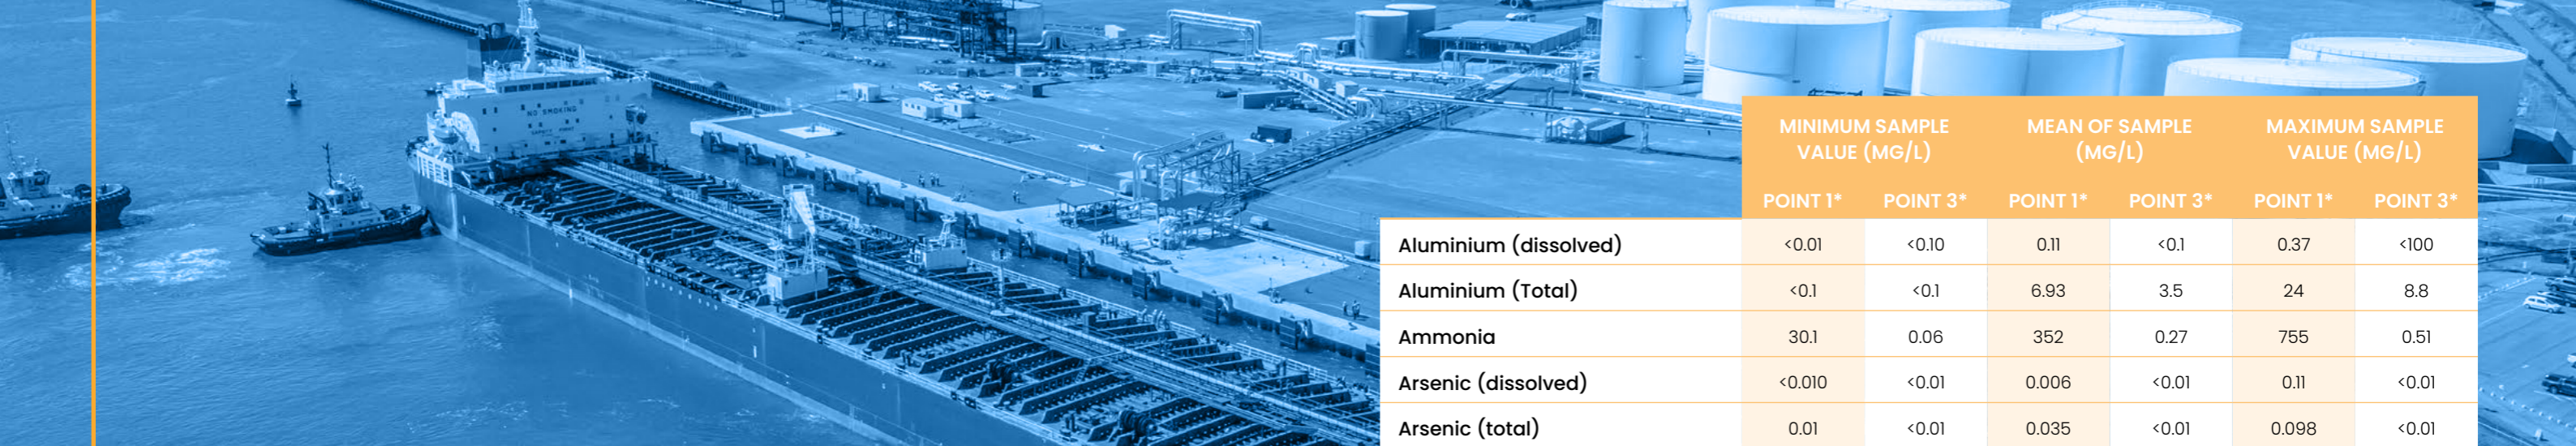 NO SMOKING
SAFETY FIRST
MINIMUM SAMPLE VALUE (MG/L) MEAN OF SAMPLE (MG/L) MAXIMUM SAMPLE VALUE (MG/L)
POINT 1* POINT 3* POINT 1* POINT 3* POINT 1* POINT 3*
Aluminium (dissolved) <0.01 <0.10 0.11 <0.1 0.37 <100
Aluminium (Total) <0.1 <0.1 6.93 3.5 24 8.8
Ammonia 30.1 0.06 352 0.27 755 0.51
Arsenic (dissolved) <0.010 <0.01 0.006 <0.01 0.11 <0.01
Arsenic (total) 0.01 <0.01 0.035 <0.01 0.098 <0.01